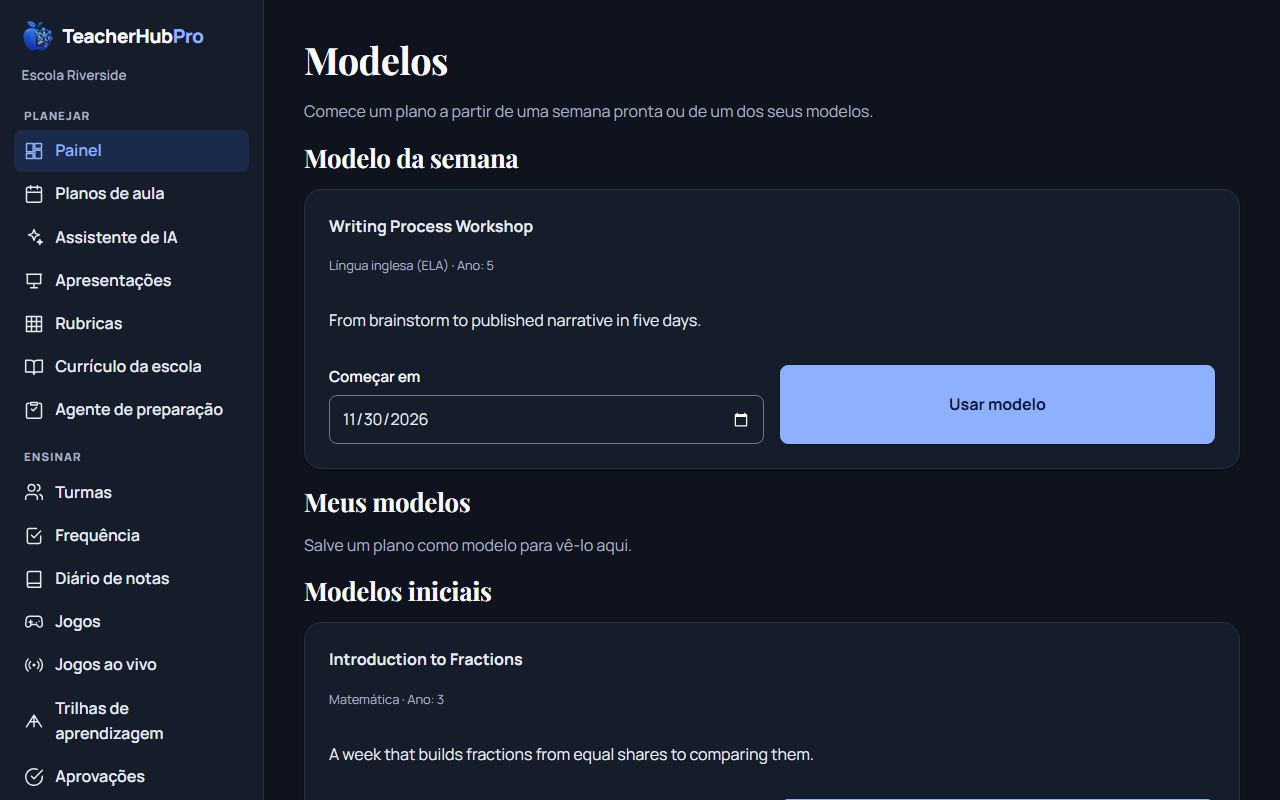 TeacherHubPro
Escola Riverside
PLANEJAR
Painel
Planos de aula
Assistente de IA
Apresentações
Rubricas
Currículo da escola
Agente de preparação
ENSINAR
Turmas
Frequência
Diário de notas
Jogos
Jogos ao vivo
Trilhas de
aprendizagem
Aprovações
Modelos
Comece um plano a partir de uma semana pronta ou de um dos seus modelos.
Modelo da semana
Writing Process Workshop
Língua inglesa (ELA) · Ano: 5
From brainstorm to published narrative in five days.
Começar em
11/30/2026
Usar modelo
Meus modelos
Salve um plano como modelo para vê-lo aqui.
Modelos iniciais
Introduction to Fractions
Matemática · Ano: 3
A week that builds fractions from equal shares to comparing them.